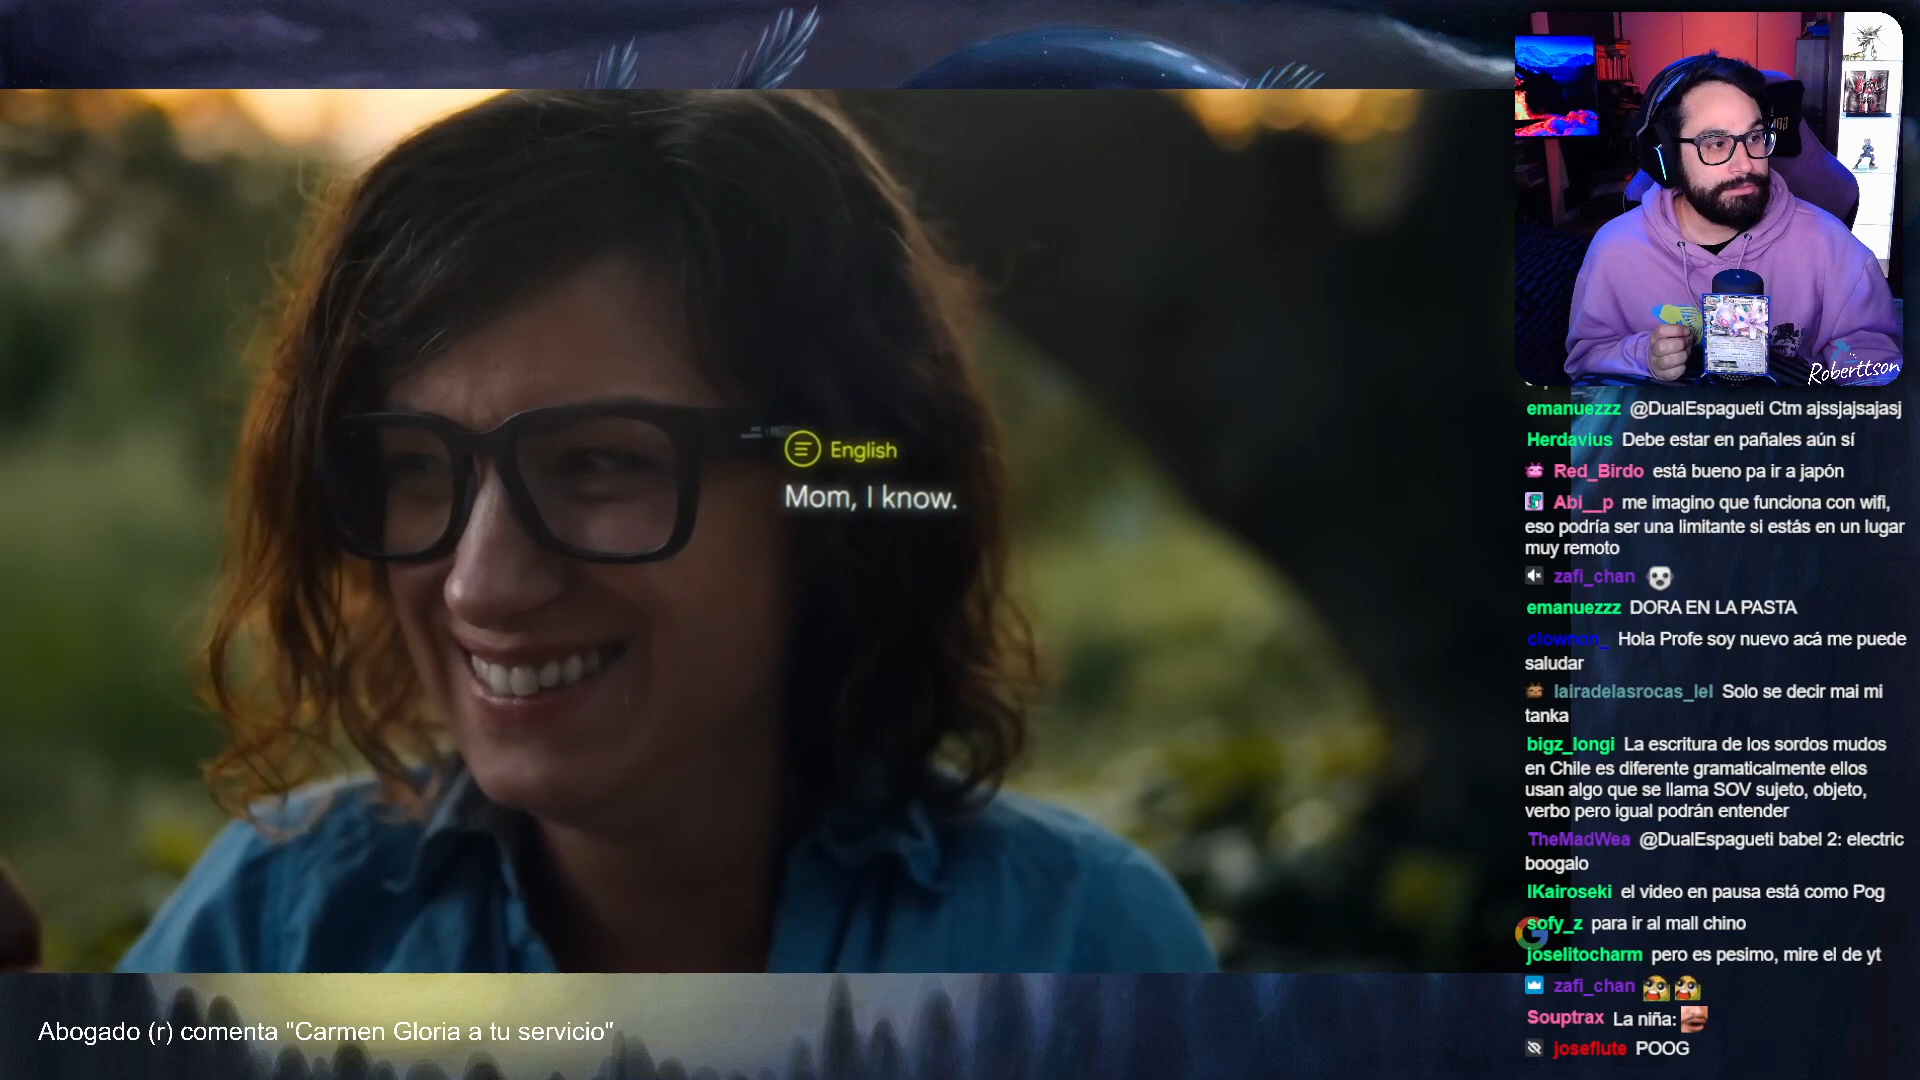 English
Mom, I know.
Robertson
emanuezzz @DualEspagueti Ctm ajssjajsajasj
Herdavius Debe estar en pañales aún sí
Red_Birdo está bueno pa ir a japón
Abi__p me imagino que funciona con wifi,
eso podría ser una limitante si estás en un lugar
muy remoto
zafi_chan
emanuezzz DORA EN LA PASTA
clownon_ Hola Profe soy nuevo acá me puede
saludar
lairadelasrocas_lel Solo se decir mai mi
tanka
bigz_longi La escritura de los sordos mudos
en Chile es diferente gramaticalmente ellos
usan algo que se llama SOV sujeto, objeto,
verbo pero igual podrán entender
TheMadWea @DualEspagueti babel 2: electric
boogalo
IKairoseki el video en pausa está como Pog
sofy_z para ir al mall chino
joselitocharm pero es pesimo, mire el de yt
zafi_chan
Souptrax La niña:
joseflute POOG
Abogado (r) comenta "Carmen Gloria a tu servicio"